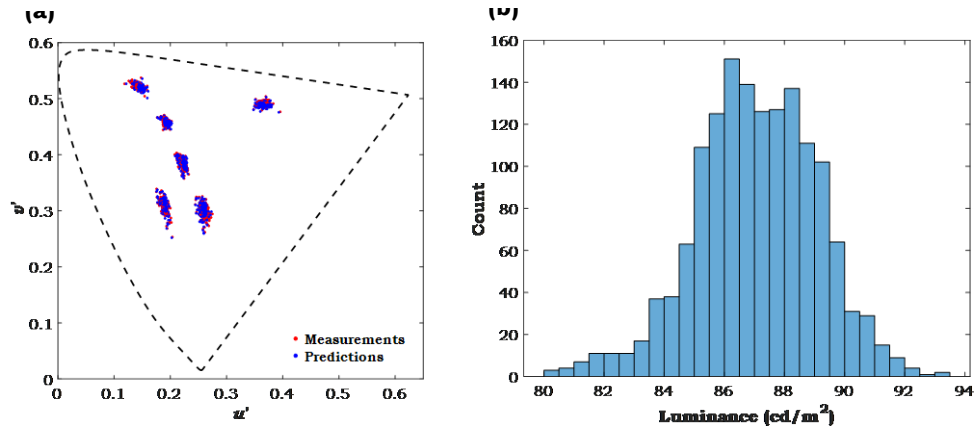 (a)
0.6
0.5
0.4
0.3
0.2
0.1
0
v'
0 0.1 0.2 0.3 0.4 0.5 0.6
u'
Measurements
Predictions
(b)
160
140
120
100
80
60
40
20
0
Count
80 82 84 86 88 90 92 94
Luminance (cd/m²)